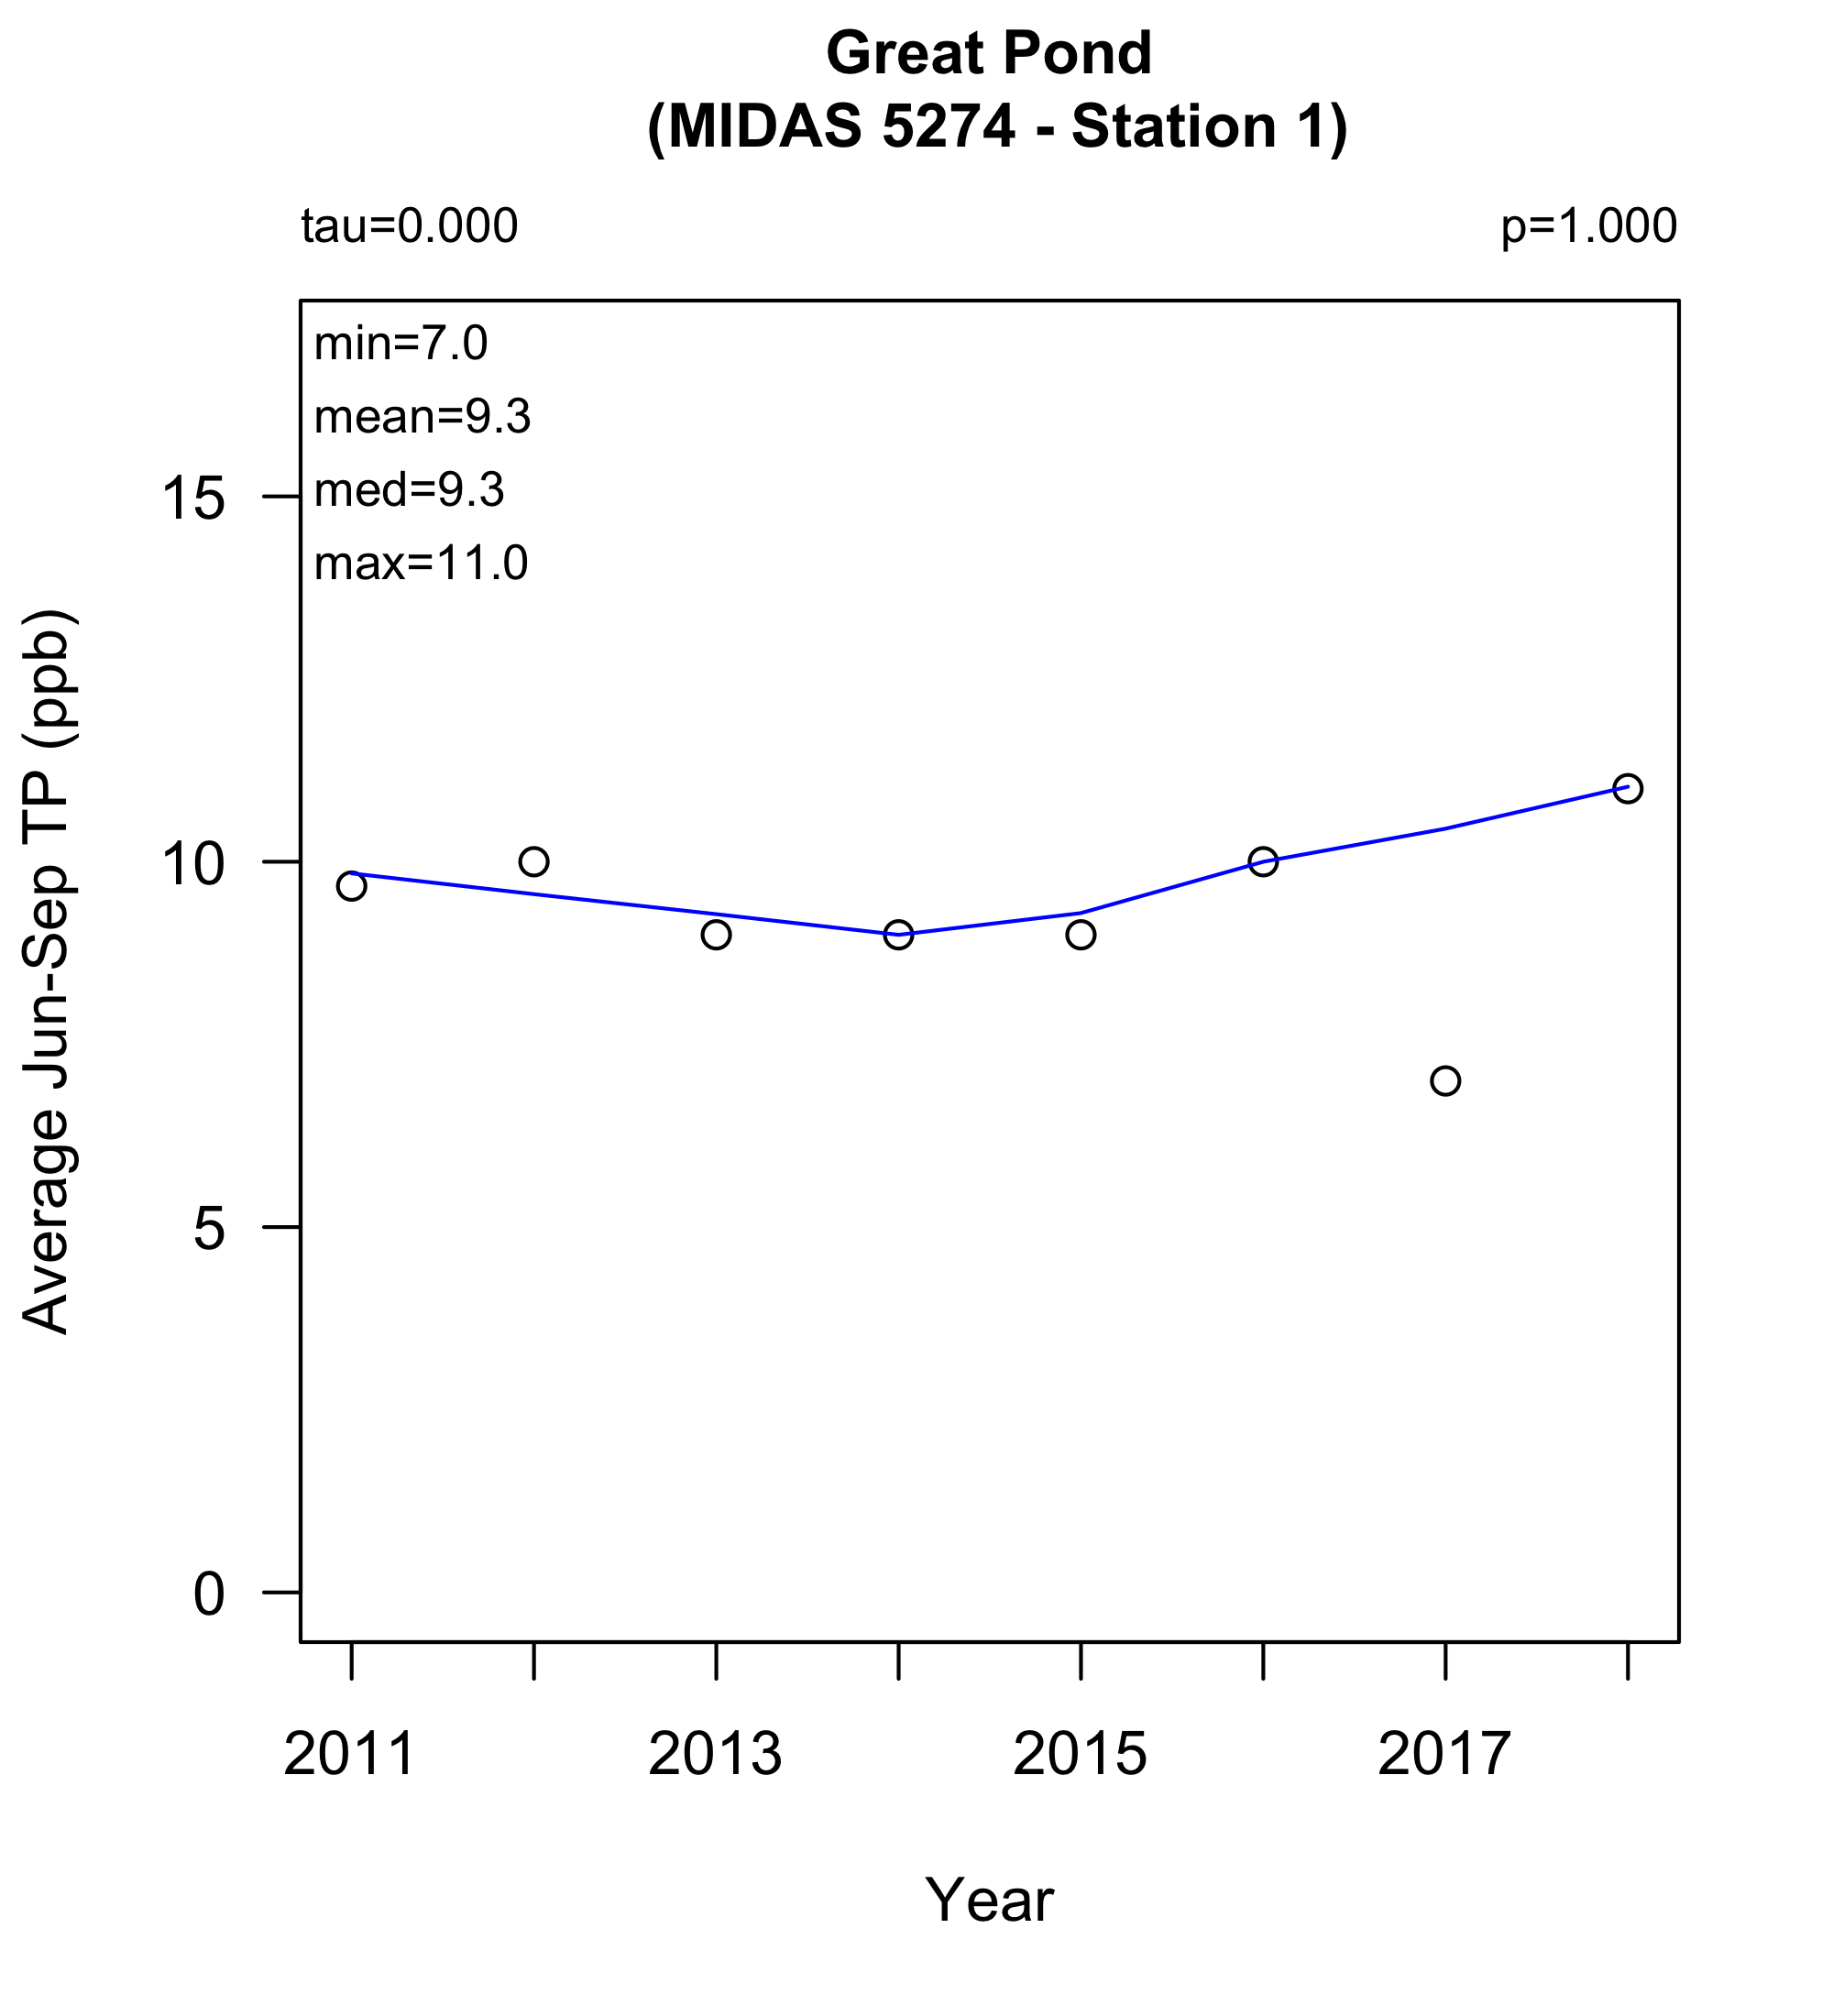 Great Pond
(MIDAS 5274 - Station 1)
tau=0.000
p=1.000
min=7.0
mean=9.3
med=9.3
max=11.0
Average Jun-Sep TP (ppb)
15
10
5
0
2011
2013
2015
2017
Year